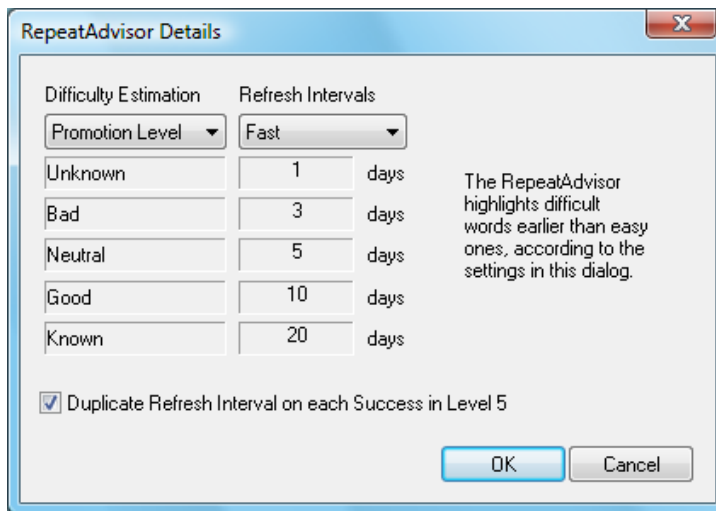 RepeatAdvisor Details
Difficulty Estimation Refresh Intervals
Promotion Level Fast
Unknown 1 days
Bad 3 days
Neutral 5 days
Good 10 days
Known 20 days
The RepeatAdvisor
highlights difficult
words earlier than easy
ones, according to the
settings in this dialog.
Duplicate Refresh Interval on each Success in Level 5
OK Cancel